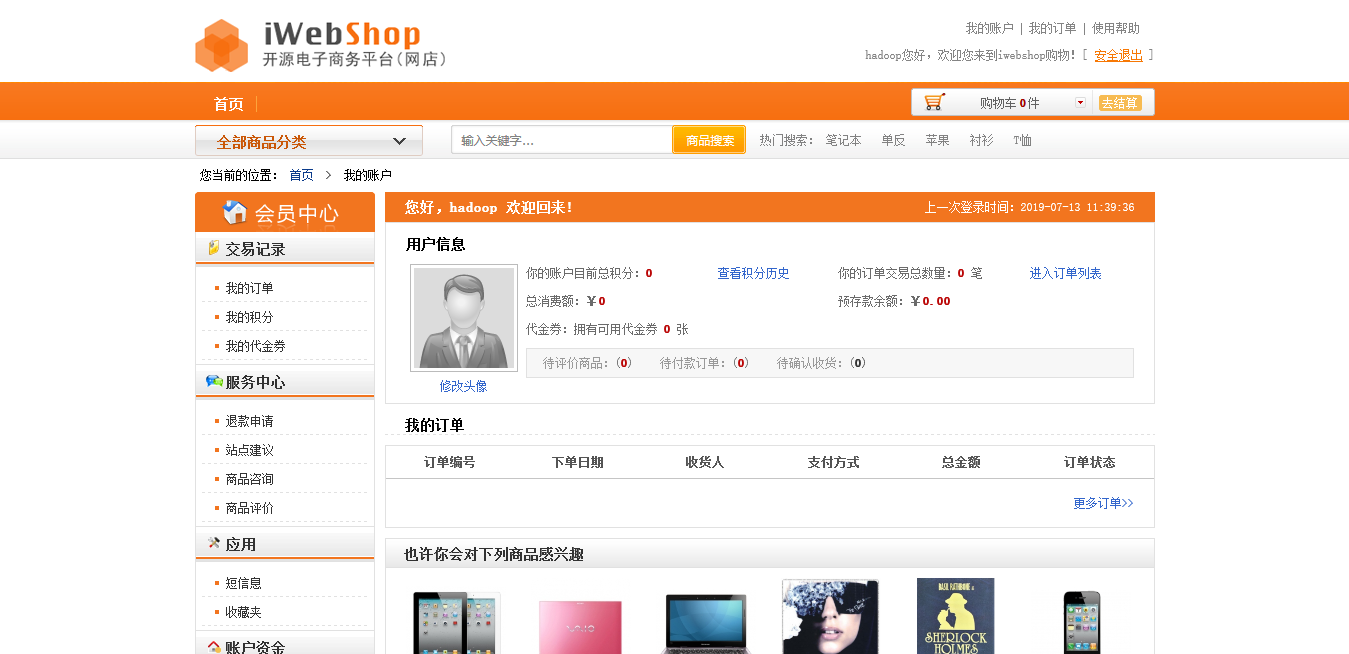 iWebShop
开源电子商务平台(网店)
我的账户 | 我的订单 | 使用帮助
hadoop您好，欢迎您来到iwebshop购物! [ 安全退出 ]
首页
购物车 0 件
去结算
全部商品分类
输入关键字...
商品搜索
热门搜索： 笔记本 单反 苹果 衬衫 T恤
您当前的位置： 首页 > 我的账户
会员中心
交易记录
我的订单
我的积分
我的代金券
服务中心
退款申请
站点建议
商品咨询
商品评价
应用
短信息
收藏夹
账户资金
您好，hadoop 欢迎回来!
上一次登录时间：2019-07-13 11:39:36
用户信息
你的账户目前总积分：0 查看积分历史 你的订单交易总数量：0 笔 进入订单列表
总消费额：￥0 预存款余额：￥0.00
代金券：拥有可用代金券 0 张
待评价商品：(0) 待付款订单：(0) 待确认收货：(0)
修改头像
我的订单
订单编号 下单日期 收货人 支付方式 总金额 订单状态
更多订单>>
也许你会对下列商品感兴趣
VAIO
BASIL RATHBONE
SHERLOCK
HOLMES